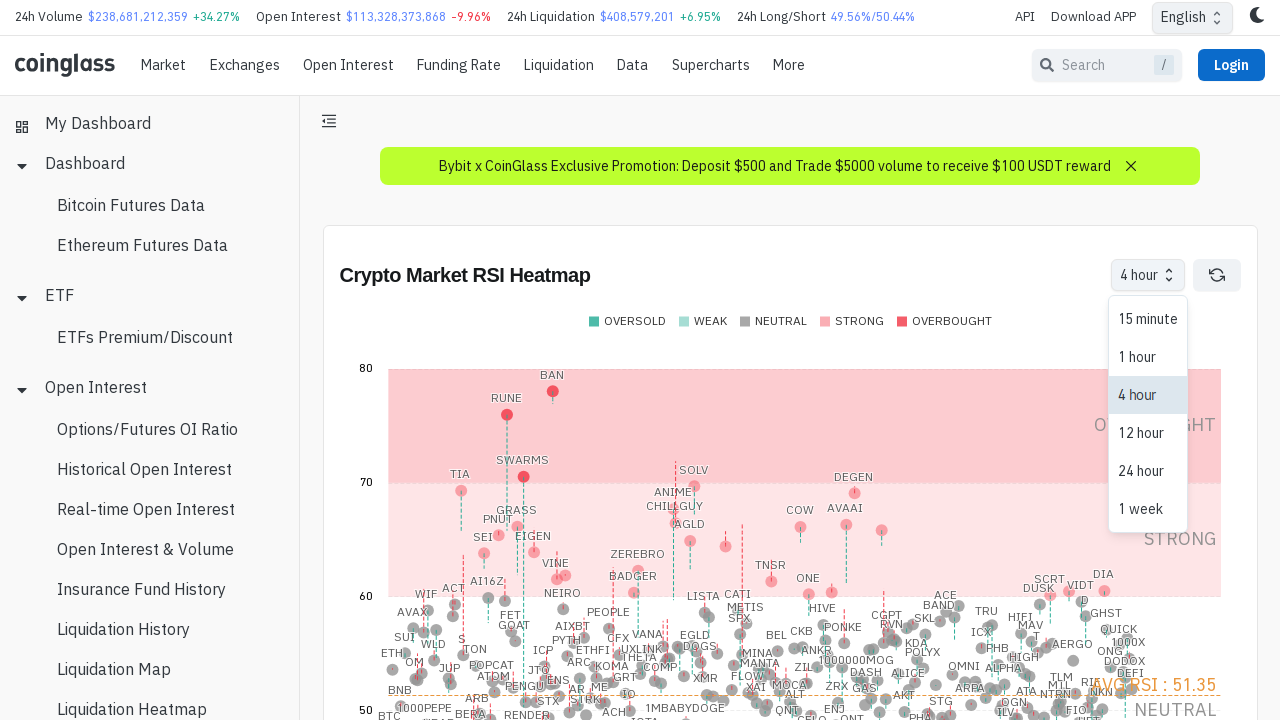 24h Volume $238,681,212,359 +34.27% Open Interest $113,328,373,868 -9.96% 24h Liquidation $408,579,201 +6.95% 24h Long/Short 49.56%/50.44% API Download APP English
coinglass Market Exchanges Open Interest Funding Rate Liquidation Data Supercharts More Search / Login
My Dashboard
Dashboard
Bitcoin Futures Data
Ethereum Futures Data
ETF
ETFs Premium/Discount
Open Interest
Options/Futures OI Ratio
Historical Open Interest
Real-time Open Interest
Open Interest & Volume
Insurance Fund History
Liquidation History
Liquidation Map
Liquidation Heatmap
Bybit x CoinGlass Exclusive Promotion: Deposit $500 and Trade $5000 volume to receive $100 USDT reward
Crypto Market RSI Heatmap
4 hour
15 minute
1 hour
4 hour
12 hour
24 hour
1 week
OVERSOLD WEAK NEUTRAL STRONG OVERBOUGHT
80
BAN
RUNE
SWARMS
70
TIA SOLV DEGEN
ANIME
GRASS CHILLGUY COW AVAAI
PNUT AGLD
SEI EIGEN
ZEREBRO
VINE TNSR
AI16Z BADGER ONE SCRT DIA
STRONG
60
WIF ACT NEIRO LISTA CATI ACE DUSK VIDT
AVAX FET PEOPLE METIS HIVE BAND TRU GHST
GOAT SPX CGPT SKL HIFI
AIXBT PONKE RVN ICX MAV QUICK
SUI S PYTH CFX VANA EGLD BEL CKB
WLD TON ICP ETHFI UXLINK DOGS ANKR KDA PHB AERGO 1000X
ETH ARC HETA MINA POLYX HIGH ONG
OM JUP POPCAT JTO KOMA COMP MANTA ZIL 1000000MOG OMNI ALPHA DODOX
ATOM ENS GRT XMR FLOW DASH ALICE TLM DEFI
BNB PENGU AR ME XAI MOCA ZRX GAS ARPA ATA MTL NKN
AVG RSI : 51.35
ARB STX IO ALT AKT STG OGN NTRN
NEUTRAL
50
BERA RENDER ACH 1MBABYDOGE QNT ENJ PHA ILV FIO